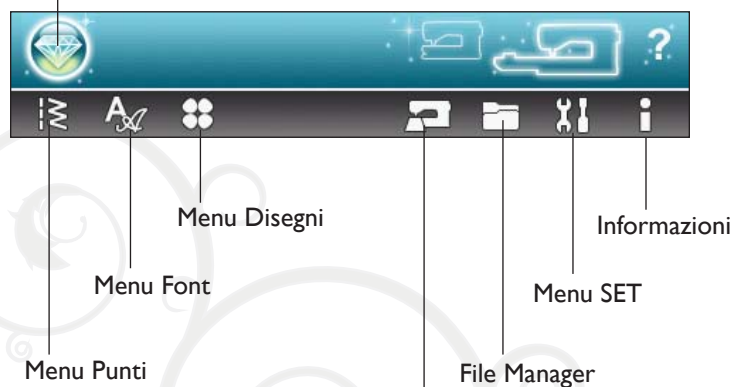 ?
Menu Disegni
Informazioni
Menu Font
Menu SET
Menu Punti
File Manager